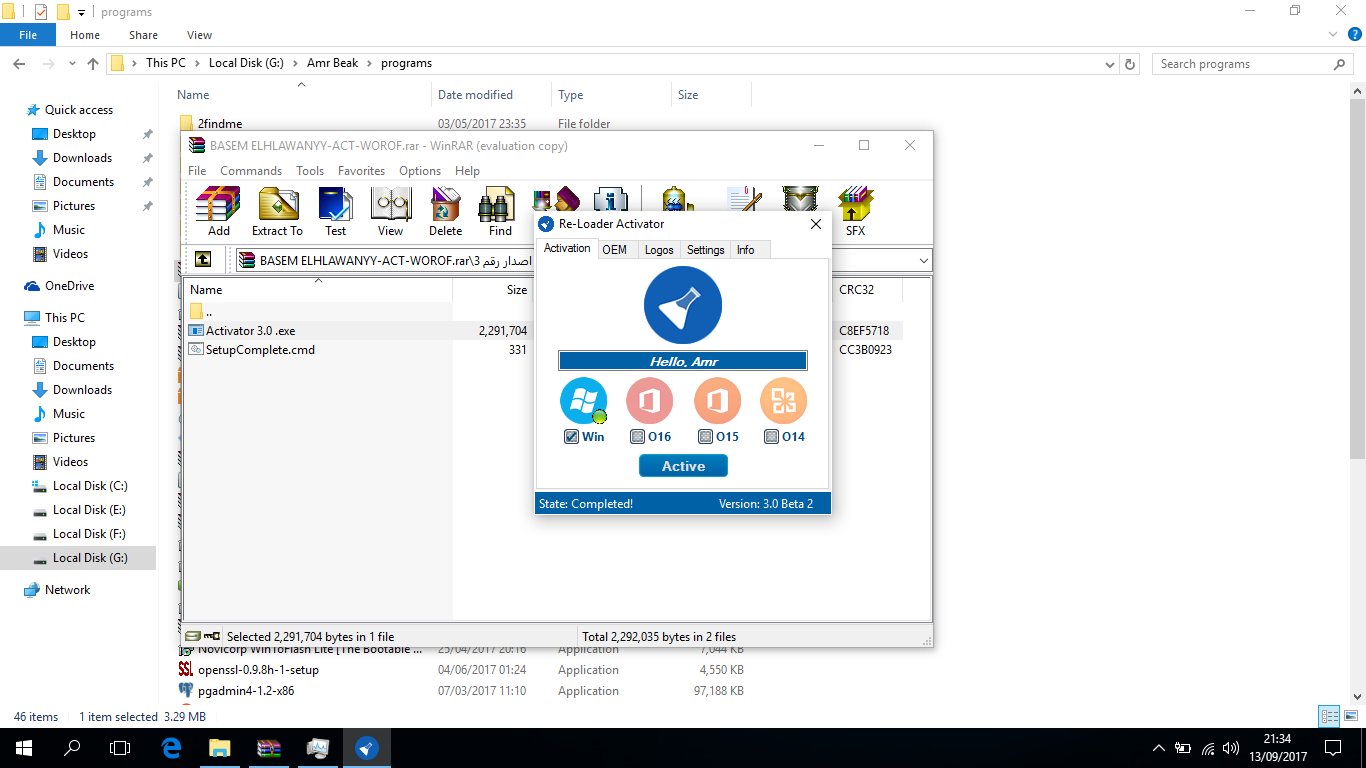 programs
File Home Share View
This PC Local Disk (G:) Amr Beak programs
Search programs
Name Date modified Type Size
Quick access
Desktop
Downloads
Documents
Pictures
Music
Videos
OneDrive
This PC
Desktop
Documents
Downloads
Music
Pictures
Videos
Local Disk (C:)
Local Disk (E:)
Local Disk (F:)
Local Disk (G:)
Network
2findme 03/05/2017 23:35 File folder
BASEM ELHLAWANYY-ACT-WOROF.rar - WinRAR (evaluation copy)
File Commands Tools Favorites Options Help
Add Extract To Test View Delete Find SFX
BASEM ELHLAWANYY-ACT-WOROF.rar\اصدار رقم 3
Name Size CRC32
..
Activator 3.0 .exe 2,291,704 C8EF5718
SetupComplete.cmd 331 CC3B0923
Selected 2,291,704 bytes in 1 file
Total 2,292,035 bytes in 2 files
Re-Loader Activator
Activation OEM Logos Settings Info
Hello, Amr
Win O16 O15 O14
Active
State: Completed! Version: 3.0 Beta 2
Novicorp WinToFlash Lite [The Bootable ... 25/04/2017 20:16 Application 7,044 KB
SSL
openssl-0.9.8h-1-setup 04/06/2017 01:24 Application 4,550 KB
pgadmin4-1.2-x86 07/03/2017 11:10 Application 97,188 KB
46 items 1 item selected 3.29 MB
21:34
13/09/2017